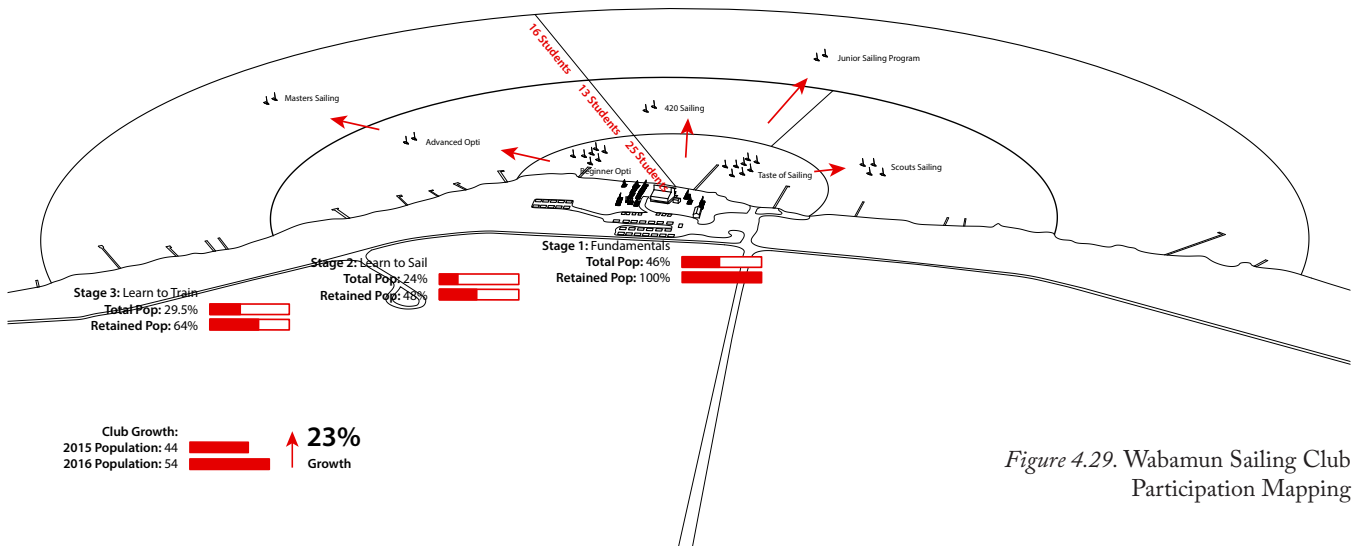 16 Students
13 Students
25 Students
Junior Sailing Program
Masters Sailing
420 Sailing
Advanced Opti
Beginner Opti
Taste of Sailing
Scouts Sailing
Stage 1: Fundamentals
Total Pop: 46%
Retained Pop: 100%
Stage 2: Learn to Sail
Total Pop: 24%
Retained Pop: 48%
Stage 3: Learn to Train
Total Pop: 29.5%
Retained Pop: 64%
Club Growth:
2015 Population: 44
2016 Population: 54
23%
Growth
Figure 4.29. Wabamun Sailing Club
Participation Mapping